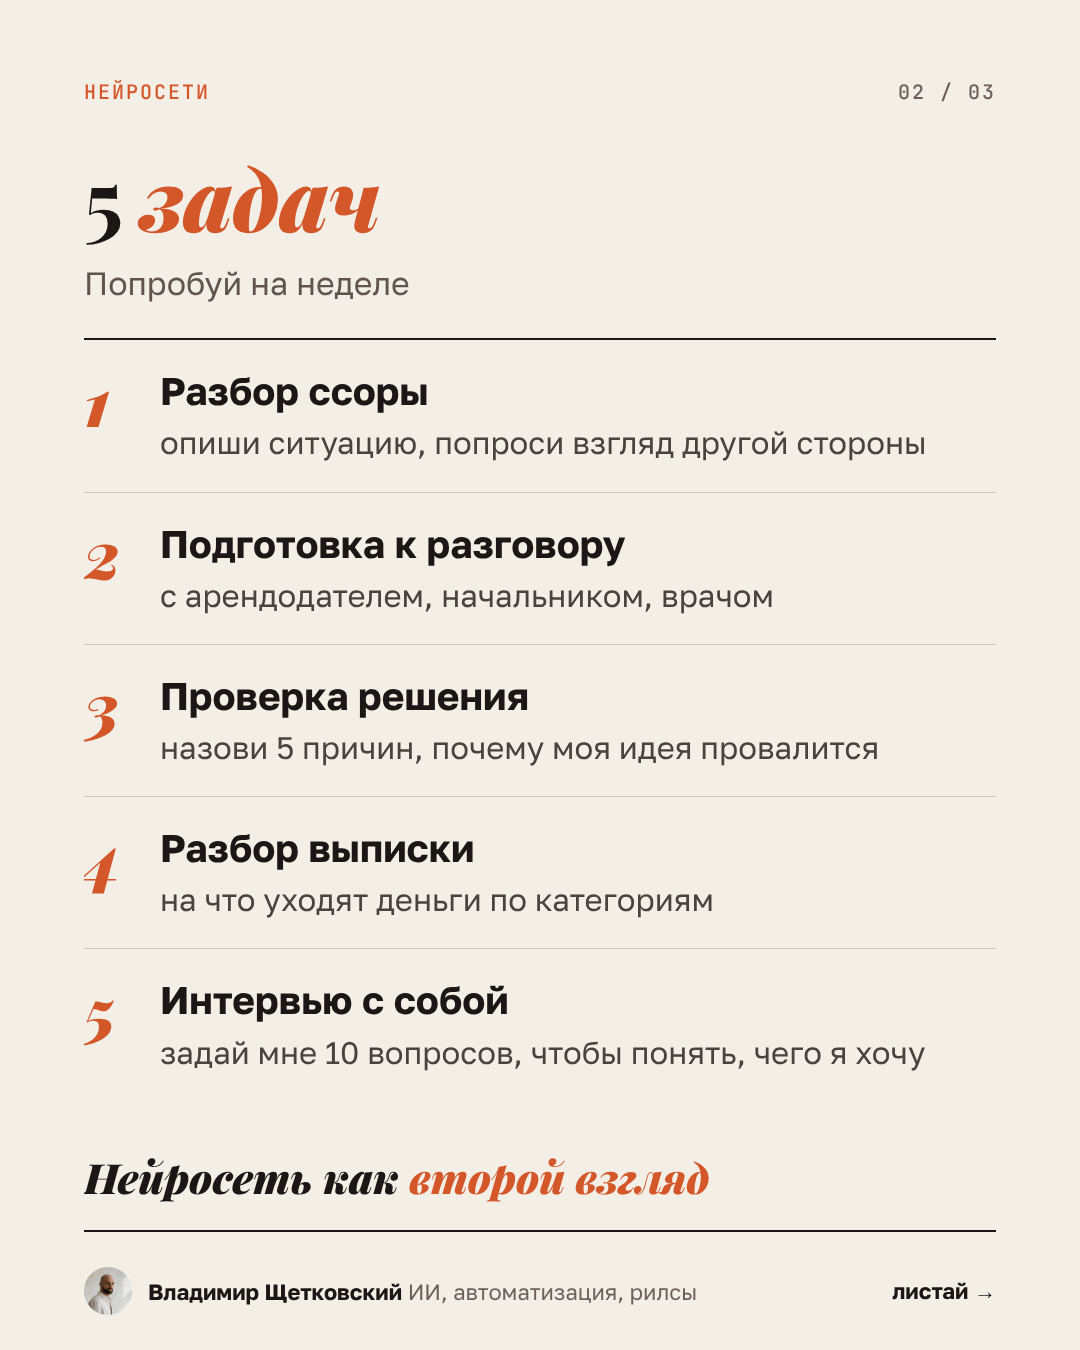 НЕЙРОСЕТИ
02 / 03
5 задач
Попробуй на неделе
1
Разбор ссоры
опиши ситуацию, попроси взгляд другой стороны
2
Подготовка к разговору
с арендодателем, начальником, врачом
3
Проверка решения
назови 5 причин, почему моя идея провалится
4
Разбор выписки
на что уходят деньги по категориям
5
Интервью с собой
задай мне 10 вопросов, чтобы понять, чего я хочу
Нейросеть как второй взгляд
Владимир Щетковский ИИ, автоматизация, рилсы
листай →